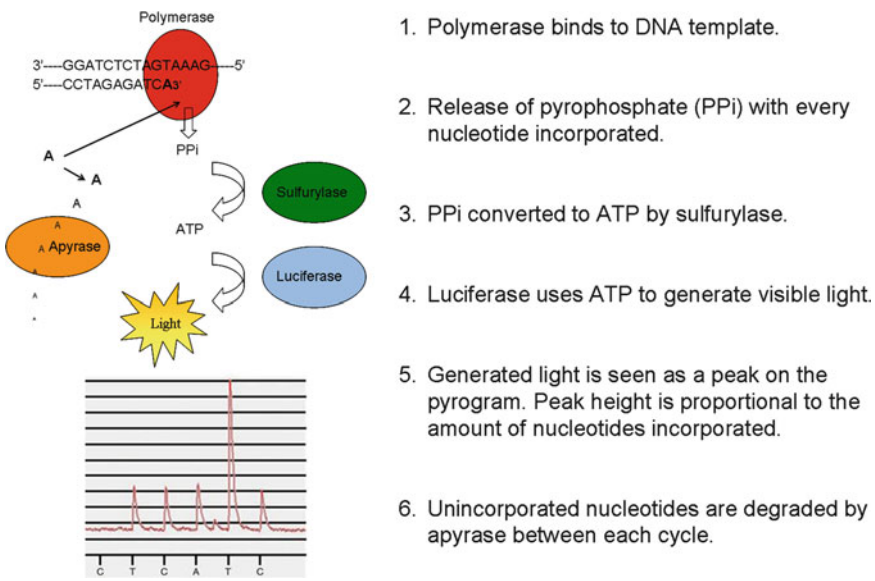 Polymerase
3'----GGATCTCTAGTAAAG-----5'
5'----CCTAGAGATCA3'
PPi
A
A
A
A
A Apyrase
A
A
A
Sulfurylase
ATP
Luciferase
Light
C T C A T C
1. Polymerase binds to DNA template.
2. Release of pyrophosphate (PPi) with every
nucleotide incorporated.
3. PPi converted to ATP by sulfurylase.
4. Luciferase uses ATP to generate visible light.
5. Generated light is seen as a peak on the
pyrogram. Peak height is proportional to the
amount of nucleotides incorporated.
6. Unincorporated nucleotides are degraded by
apyrase between each cycle.